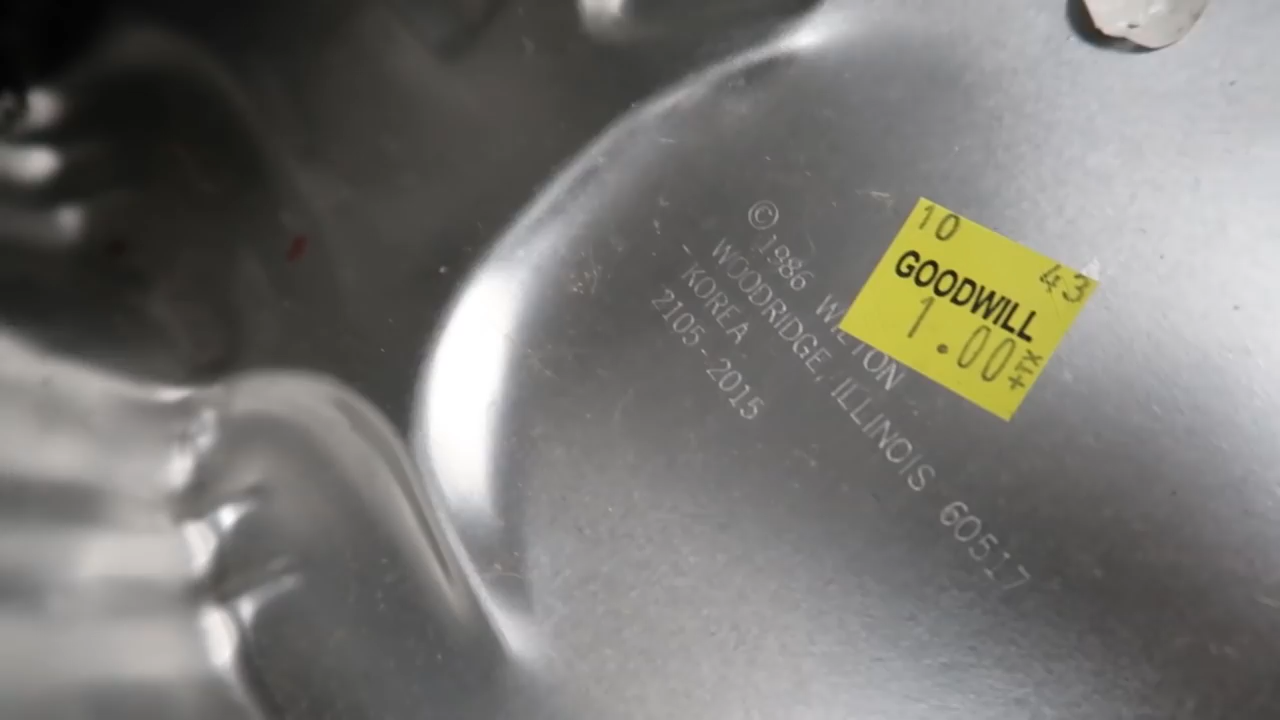 © 1986 WILTON
WOODRIDGE, ILLINOIS 60517
KOREA
2105-2015
10
43
GOODWILL
1.00
+TX